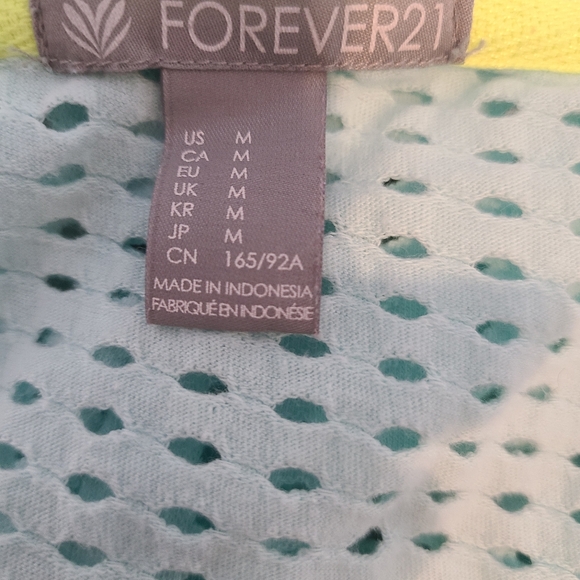 FOREVER21
US M
CA M
EU M
UK M
KR M
JP M
CN 165/92A
MADE IN INDONESIA
FABRIQUÉ EN INDONÉSIE